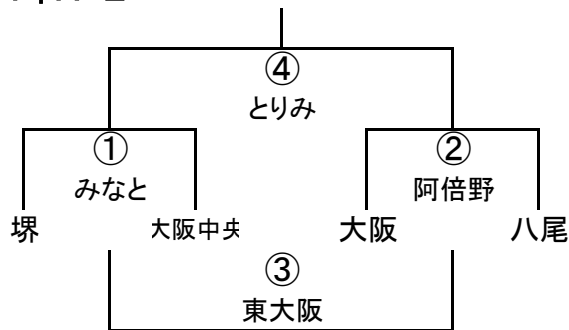 ④
とりみ
① ②
みなと 阿倍野
堺 大阪中央 大阪 八尾
③
東大阪